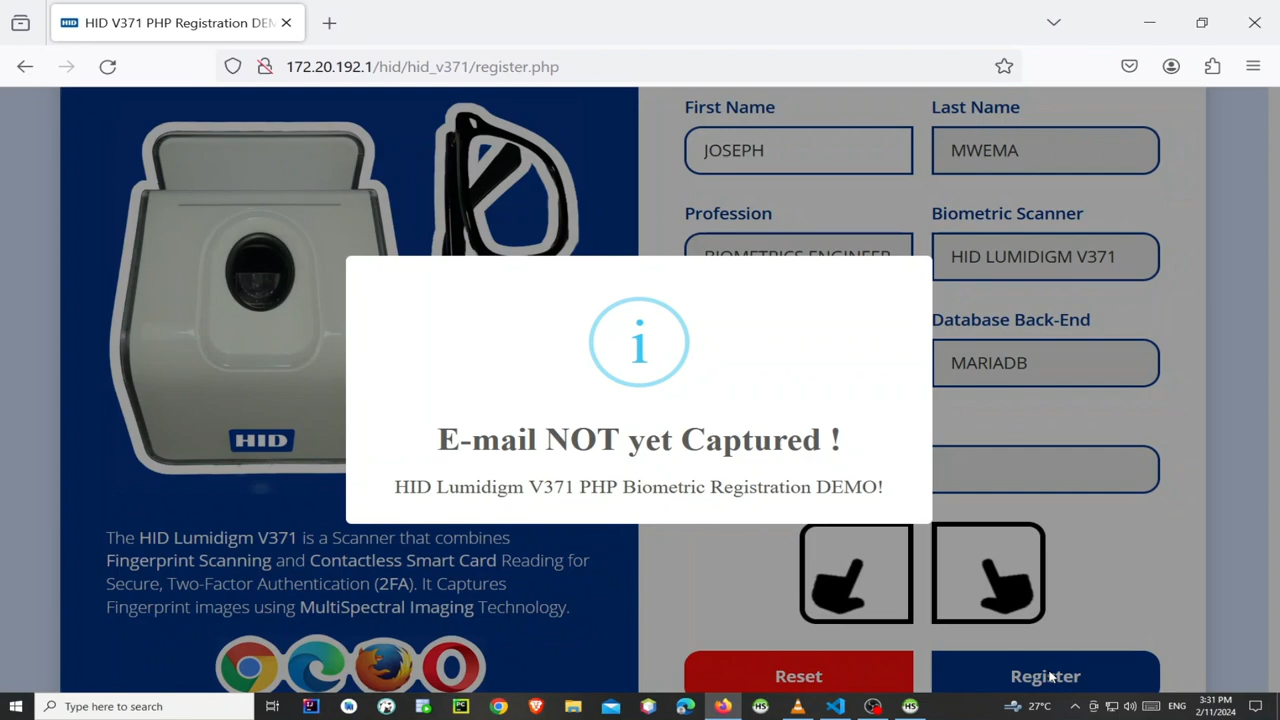 HID V371 PHP Registration DEM
172.20.192.1/hid/hid_v371/register.php
First Name
Last Name
JOSEPH
MWEMA
Profession
Biometric Scanner
BIOMETRICS ENGINEER
HID LUMIDIGM V371
Database Back-End
MARIADB
HID
i
E-mail NOT yet Captured !
HID Lumidigm V371 PHP Biometric Registration DEMO!
The HID Lumidigm V371 is a Scanner that combines
Fingerprint Scanning and Contactless Smart Card Reading for
Secure, Two-Factor Authentication (2FA). It Captures
Fingerprint images using MultiSpectral Imaging Technology.
Reset
Register
Type here to search
27°C
ENG
3:31 PM
2/11/2024